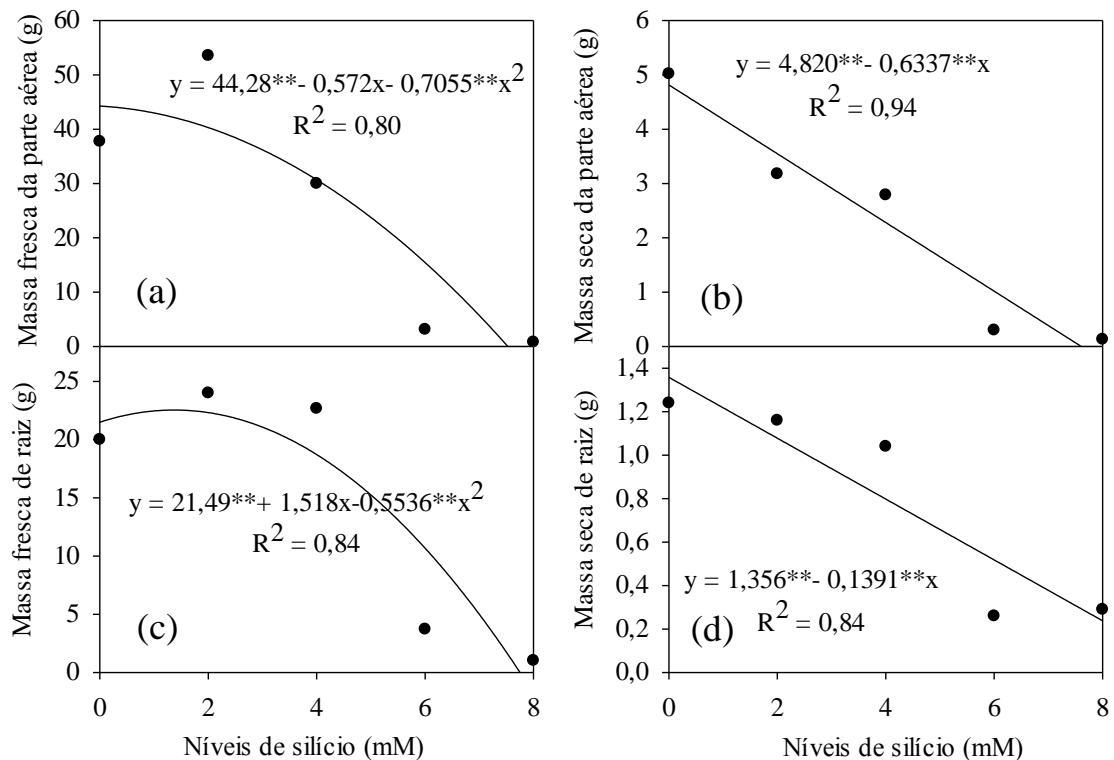 Massa fresca da parte aérea (g)
60
50
40
30
20
10
0
y = 44,28**- 0,572x- 0,7055**x²
R² = 0,80
(a)
Massa seca da parte aérea (g)
6
5
4
3
2
1
0
y = 4,820**- 0,6337**x
R² = 0,94
(b)
Massa fresca de raiz (g)
25
20
15
10
5
0
y = 21,49**+ 1,518x-0,5536**x²
R² = 0,84
(c)
0 2 4 6 8
Níveis de silício (mM)
Massa seca de raiz (g)
1,4
1,2
1,0
0,8
0,6
0,4
0,2
0,0
y = 1,356**- 0,1391**x
R² = 0,84
(d)
0 2 4 6 8
Níveis de silício (mM)